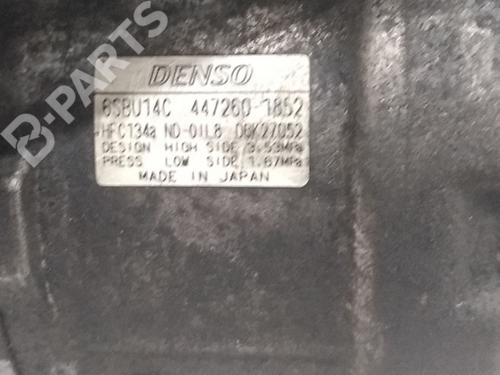 B-PARTS
DENSO
6SBU14C 447260-1852
HFC134a ND-OIL8 D6K27052
DESIGN HIGH SIDE 3.53MPa
PRESS LOW SIDE 1.67MPa
MADE IN JAPAN